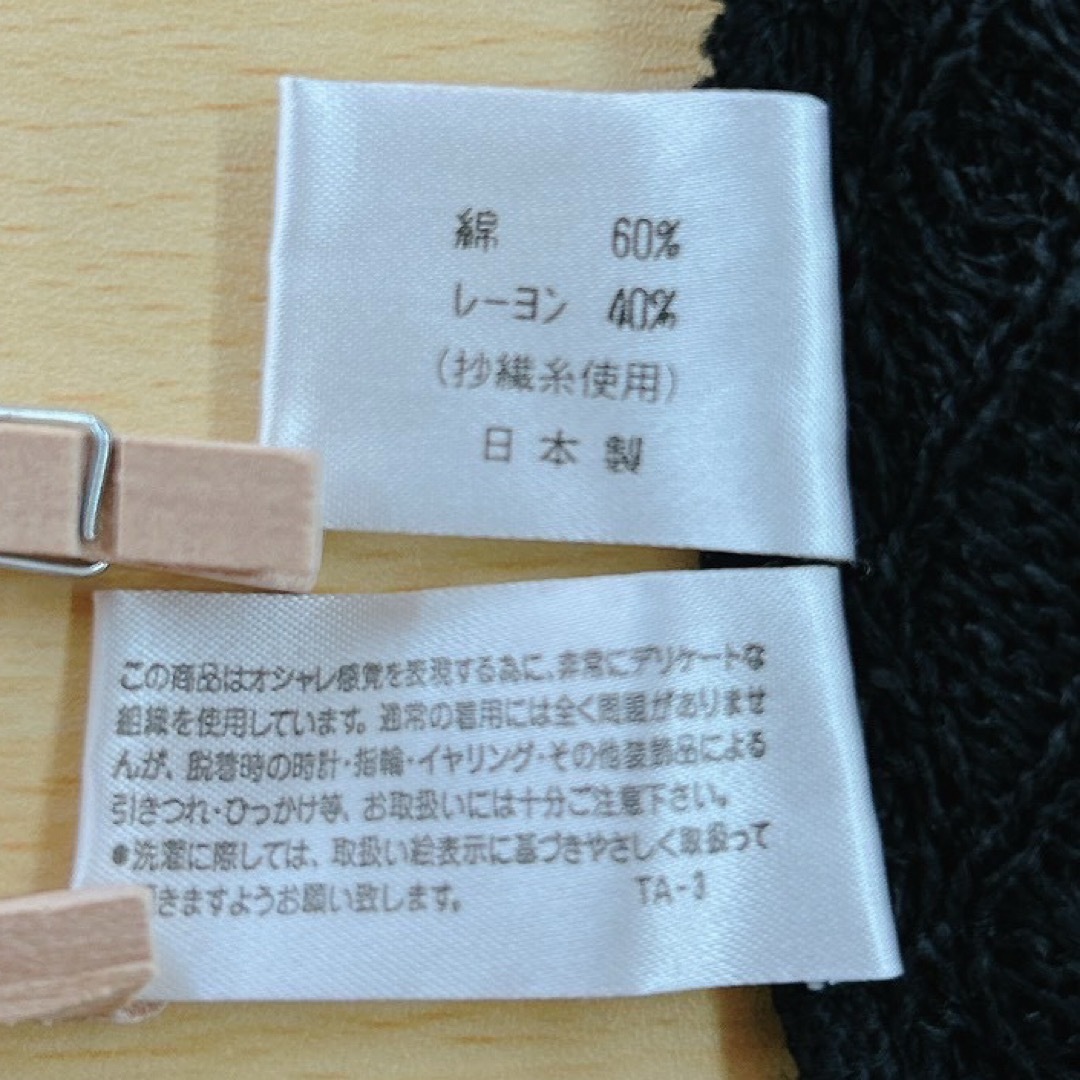 綿 60%
レーヨン 40%
(抄繊糸使用)
日本製
この商品はオシャレ感覚を表現する為に、非常にデリケートな
組織を使用しています。通常の着用には全く問題がありませ
んが、脱着時の時計・指輪・イヤリング・その他装飾品による
引きつれ・ひっかけ等、お取扱いには十分ご注意下さい。
●洗濯に際しては、取扱い絵表示に基づきやさしく取扱って
きますようお願い致します。 TA-3